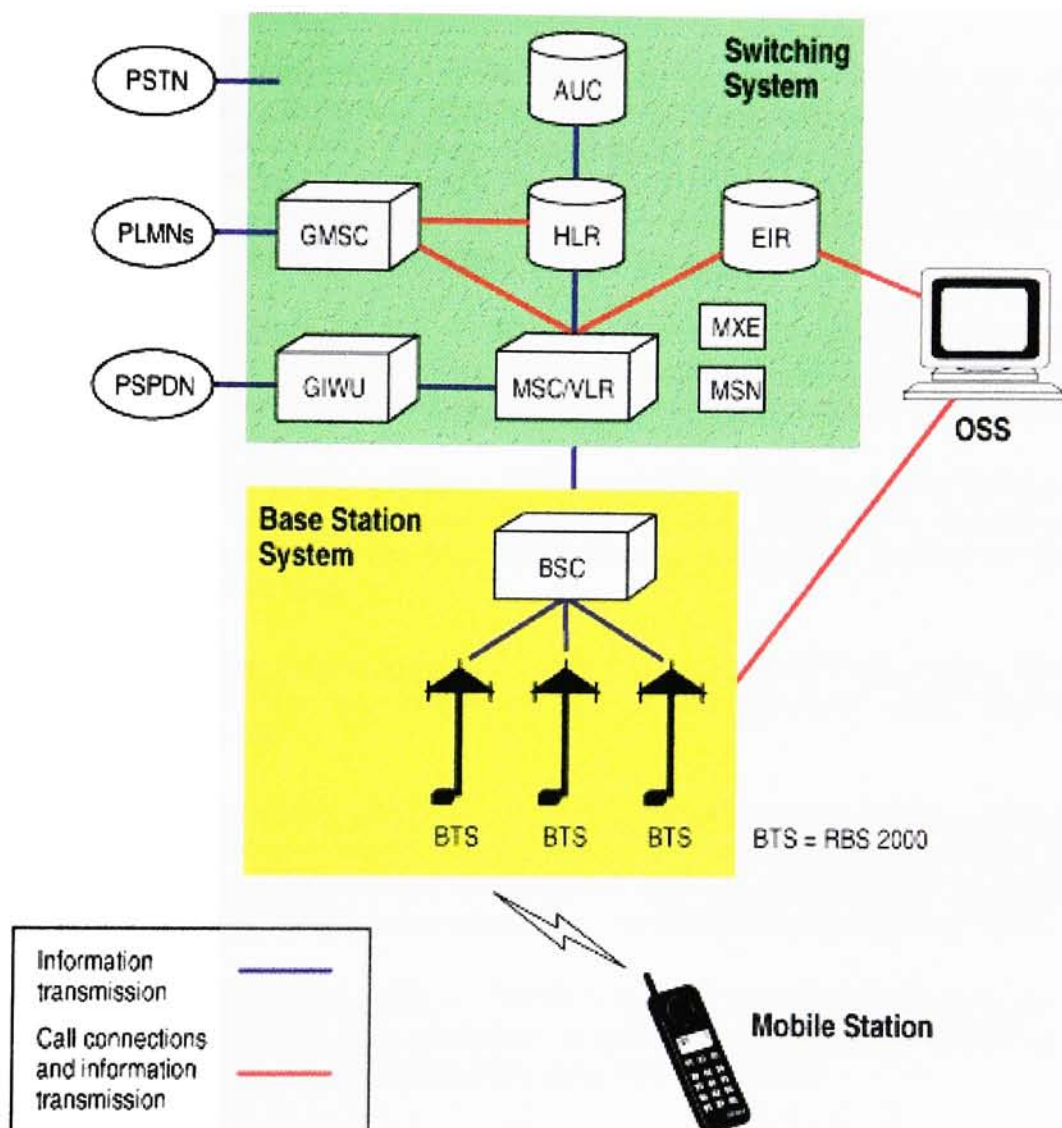 Switching
System
PSTN
AUC
PLMNs
GMSC
HLR
EIR
MXE
PSPDN
GIWU
MSC/VLR
MSN
OSS
Base Station
System
BSC
BTS
BTS
BTS
BTS = RBS 2000
Information
transmission
Call connections
and information
transmission
Mobile Station